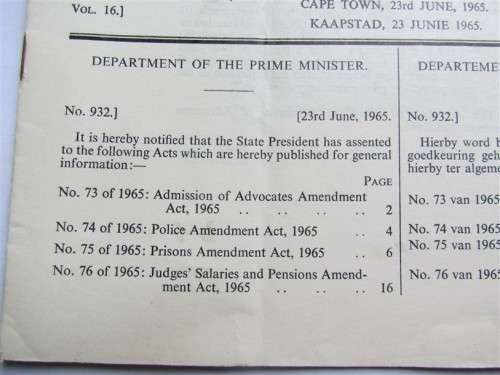 VOL. 16.]
CAPE TOWN, 23RD JUNE, 1965.
KAAPSTAD, 23 JUNIE 1965.
DEPARTMENT OF THE PRIME MINISTER.
No. 932.] [23rd June, 1965.
It is hereby notified that the State President has assented
to the following Acts which are hereby published for general
information:—
PAGE
No. 73 of 1965: Admission of Advocates Amendment
Act, 1965 .. .. .. .. 2
No. 74 of 1965: Police Amendment Act, 1965 .. 4
No. 75 of 1965: Prisons Amendment Act, 1965 .. 6
No. 76 of 1965: Judges' Salaries and Pensions Amend-
ment Act, 1965 .. .. .. 16
DEPARTEME
No. 932.]
Hierby word b
goedkeuring geh
hierby ter algeme
No. 73 van 1965
No. 74 van 1965
No. 75 van 1965
No. 76 van 1965